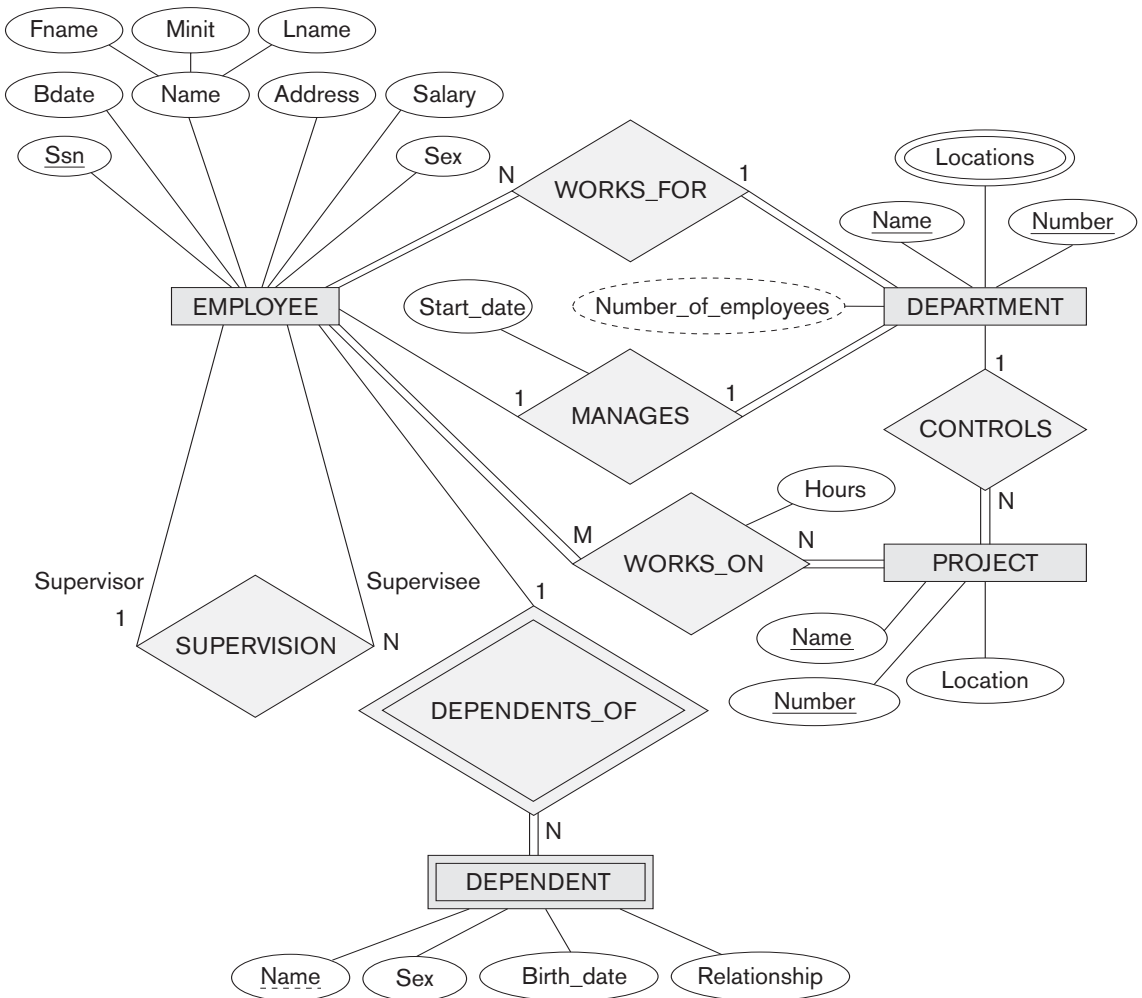 Fname
Minit
Lname
Bdate
Name
Address
Salary
Ssn
Sex
N
WORKS_FOR
1
Locations
Name
Number
EMPLOYEE
Start_date
Number_of_employees
DEPARTMENT
1
MANAGES
1
1
CONTROLS
N
Hours
M
WORKS_ON
N
PROJECT
Supervisor
1
SUPERVISION
Supervisee
N
1
Name
Number
Location
DEPENDENTS_OF
N
DEPENDENT
Name
Sex
Birth_date
Relationship